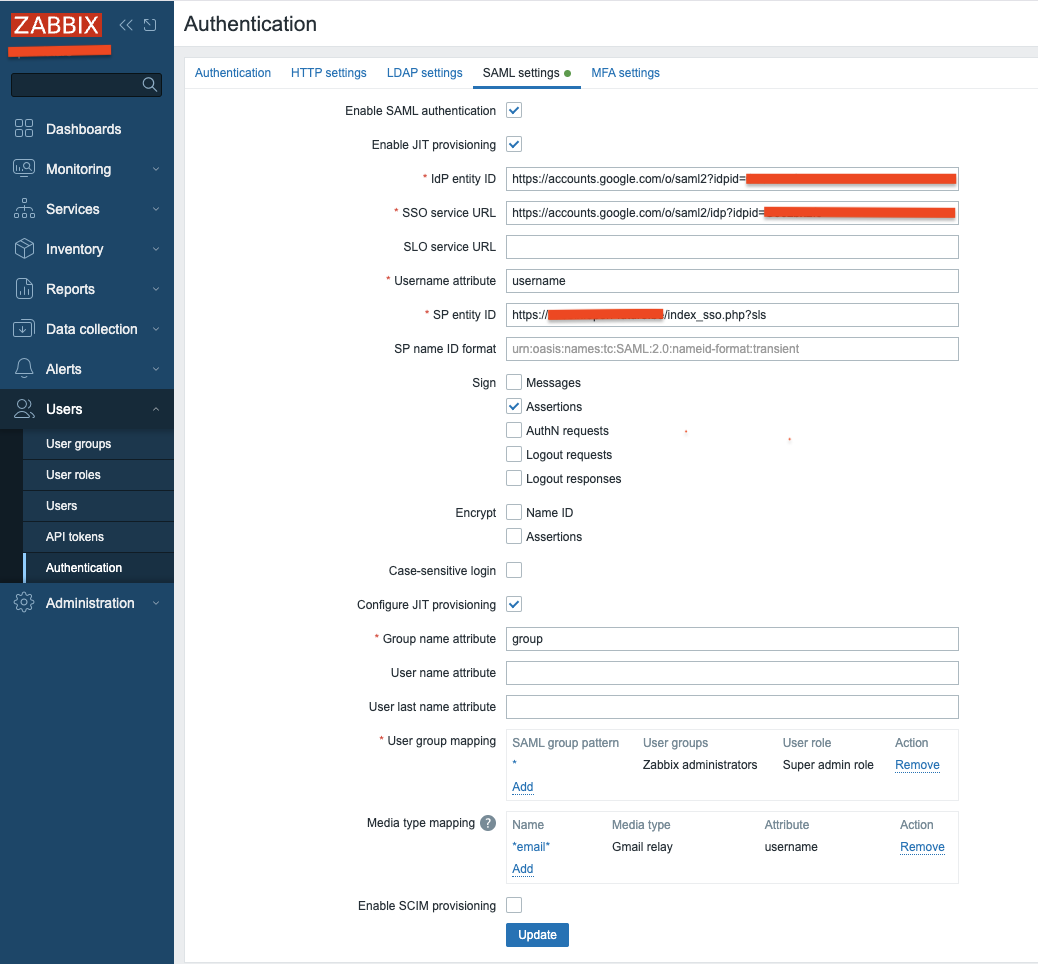 ZABBIX
Authentication
Authentication HTTP settings LDAP settings SAML settings MFA settings
Dashboards
Monitoring
Services
Inventory
Reports
Data collection
Alerts
Users
User groups
User roles
Users
API tokens
Authentication
Administration
Enable SAML authentication
Enable JIT provisioning
* IdP entity ID https://accounts.google.com/o/saml2?idpid=
* SSO service URL https://accounts.google.com/o/saml2/idp?idpid=
SLO service URL
* Username attribute username
* SP entity ID https:// /index_sso.php?sls
SP name ID format urn:oasis:names:tc:SAML:2.0:nameid-format:transient
Sign Messages
Assertions
AuthN requests
Logout requests
Logout responses
Encrypt Name ID
Assertions
Case-sensitive login
Configure JIT provisioning
* Group name attribute group
User name attribute
User last name attribute
* User group mapping SAML group pattern User groups User role Action
* Zabbix administrators Super admin role Remove
Add
Media type mapping ? Name Media type Attribute Action
*email* Gmail relay username Remove
Add
Enable SCIM provisioning
Update